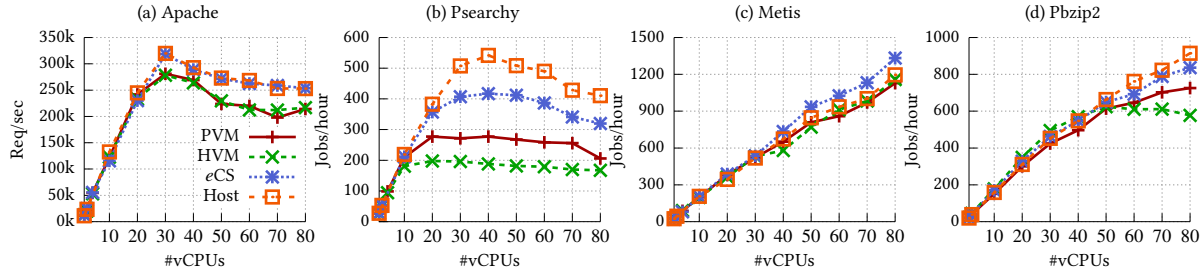 (a) Apache
Req/sec
350k
300k
250k
200k
150k
100k
50k
0k
PVM
HVM
eCS
Host
10 20 30 40 50 60 70 80
#vCPUs
(b) Psearchy
Jobs/hour
600
500
400
300
200
100
0
10 20 30 40 50 60 70 80
#vCPUs
(c) Metis
Jobs/hour
1500
1200
900
600
300
0
10 20 30 40 50 60 70 80
#vCPUs
(d) Pbzip2
Jobs/hour
1000
800
600
400
200
0
10 20 30 40 50 60 70 80
#vCPUs